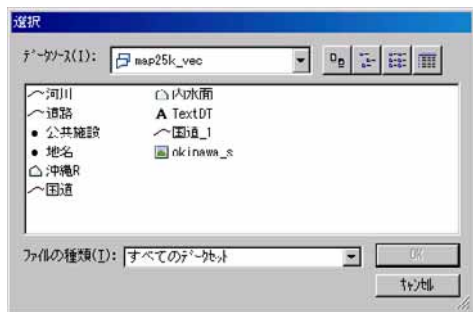 選択
ﾃﾞｰﾀｿｰｽ(I):
map25k_vec
河川
道路
公共施設
地名
沖縄R
国道
内水面
TextDT
国道_1
okinawa_s
ﾌｧｲﾙの種類(I):
すべてのﾃﾞｰﾀｾｯﾄ
OK
ｷｬﾝｾﾙ